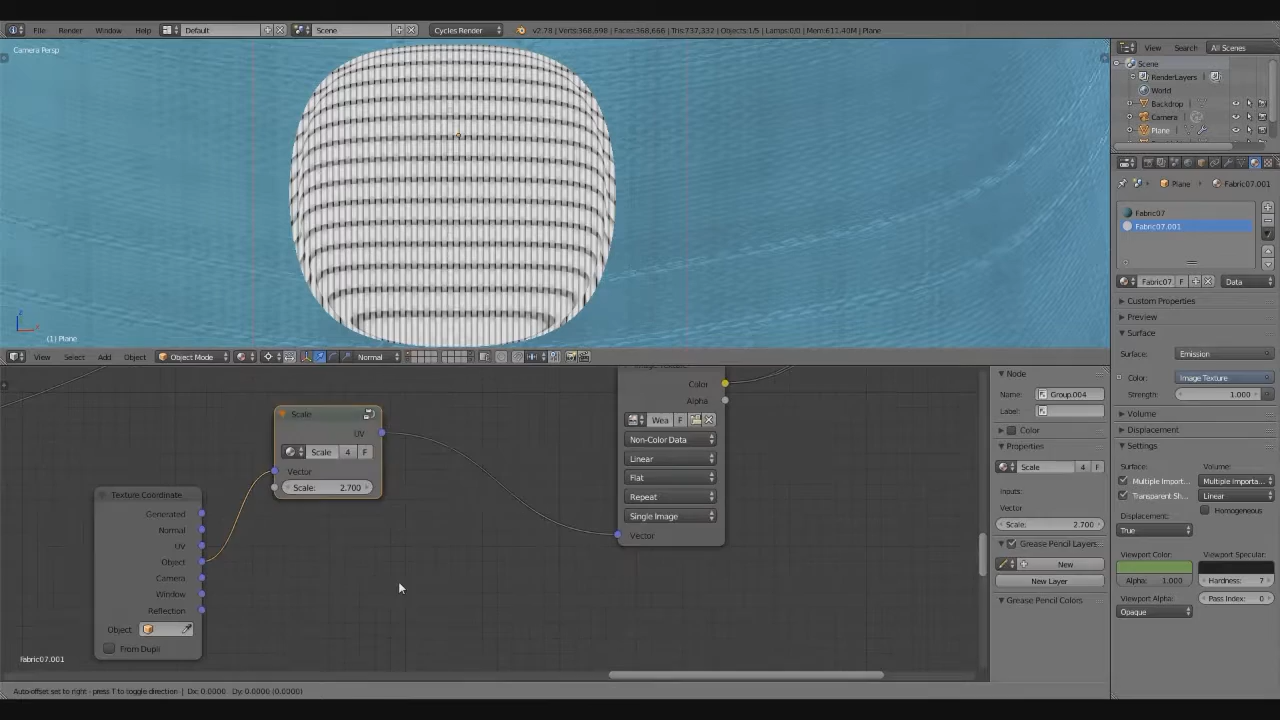 File Render Window Help Default Scene Cycles Render v2.78 | Verts:368,698 | Faces:368,666 | Tris:737,332 | Objects:1/5 | Lamps:0/0 | Mem:611.40M | Plane
Camera Persp
(1) Plane
View Select Add Object Object Mode Normal
Scale
UV
Scale 4 F
Vector
Scale: 2.700
Texture Coordinate
Generated
Normal
UV
Object
Camera
Window
Reflection
Object:
From Dupli
Color
Alpha
Wea F
Non-Color Data
Linear
Flat
Repeat
Single Image
Vector
Fabric07.001
Auto-offset set to right - press T to toggle direction | Dx: 0.0000 Dy: 0.0000 (0.0000)
Node
Name: Group.004
Label:
Color
Properties
Scale 4 F
Inputs:
Vector
Scale: 2.700
Grease Pencil Layers
New
New Layer
Grease Pencil Colors
View Search All Scenes
Scene
RenderLayers
World
Backdrop
Camera
Plane
Plane Fabric07.001
Fabric07
Fabric07.001
Fabric07. F Data
Custom Properties
Preview
Surface
Surface: Emission
Color: Image Texture
Strength: 1.000
Volume
Displacement
Settings
Surface: Volume:
Multiple Import... Multiple Importa...
Transparent Sh... Linear
Homogeneous
Displacement:
True
Viewport Color: Viewport Specular:
Alpha: 1.000 Hardness: 7
Viewport Alpha: Pass Index: 0
Opaque